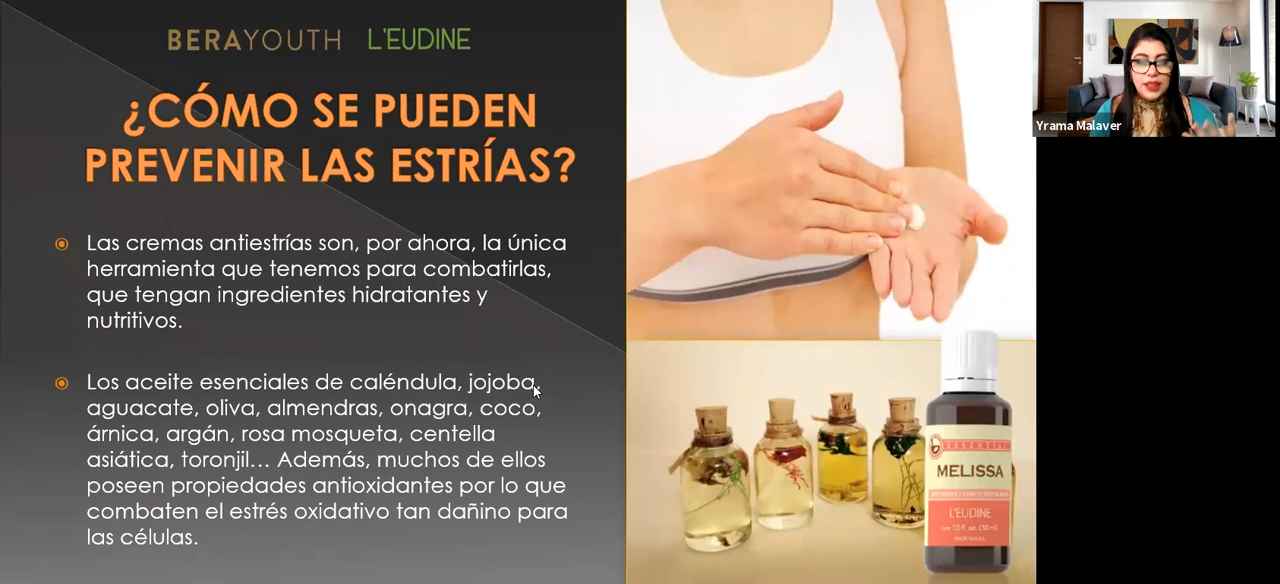 BERAYOUTH L'EUDINE
¿CÓMO SE PUEDEN
PREVENIR LAS ESTRÍAS?
Las cremas antiestrías son, por ahora, la única
herramienta que tenemos para combatirlas,
que tengan ingredientes hidratantes y
nutritivos.
Los aceite esenciales de caléndula, jojoba,
aguacate, oliva, almendras, onagra, coco,
árnica, argán, rosa mosqueta, centella
asiática, toronjil... Además, muchos de ellos
poseen propiedades antioxidantes por lo que
combaten el estrés oxidativo tan dañino para
las células.
Yrama Malaver
ESSENTIAL
MELISSA
L'EUDINE